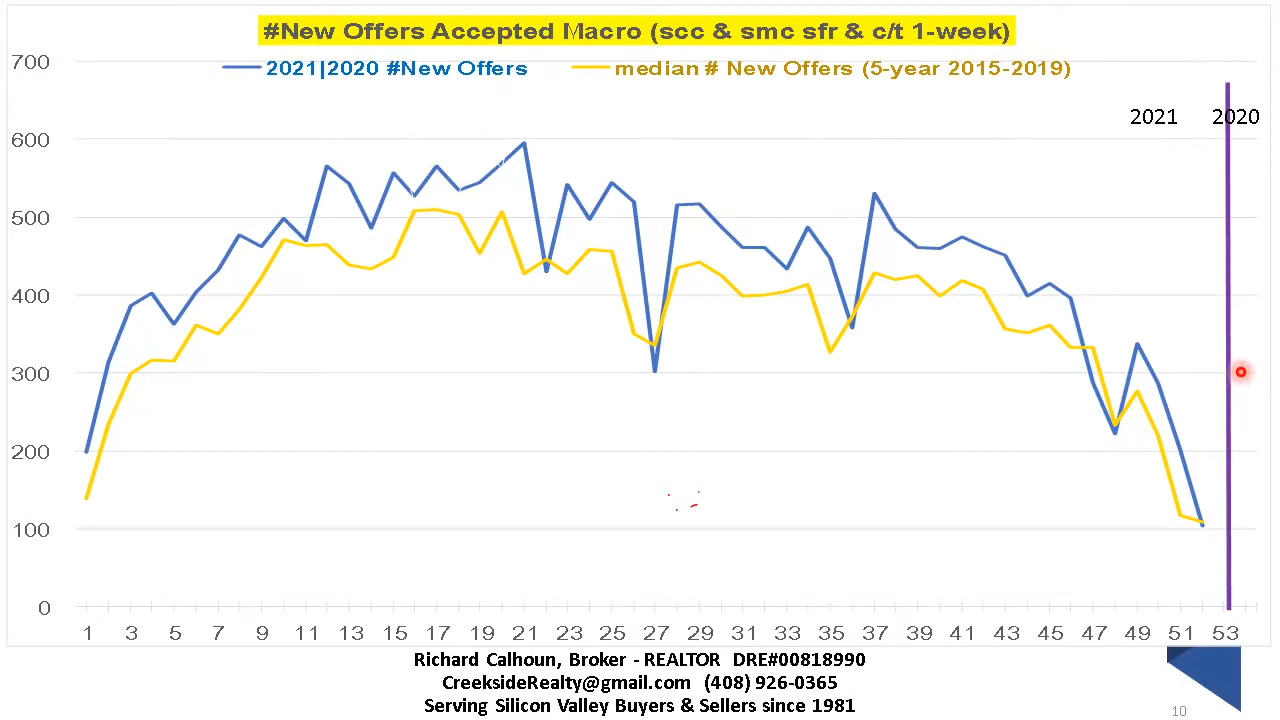 #New Offers Accepted Macro (scc & smc sfr & c/t 1-week)
700
2021|2020 #New Offers median # New Offers (5-year 2015-2019)
2021 2020
600
500
400
300
200
100
0
1 3 5 7 9 11 13 15 17 19 21 23 25 27 29 31 33 35 37 39 41 43 45 47 49 51 53
Richard Calhoun, Broker - REALTOR DRE#00818990
CreeksideRealty@gmail.com (408) 926-0365
Serving Silicon Valley Buyers & Sellers since 1981
10